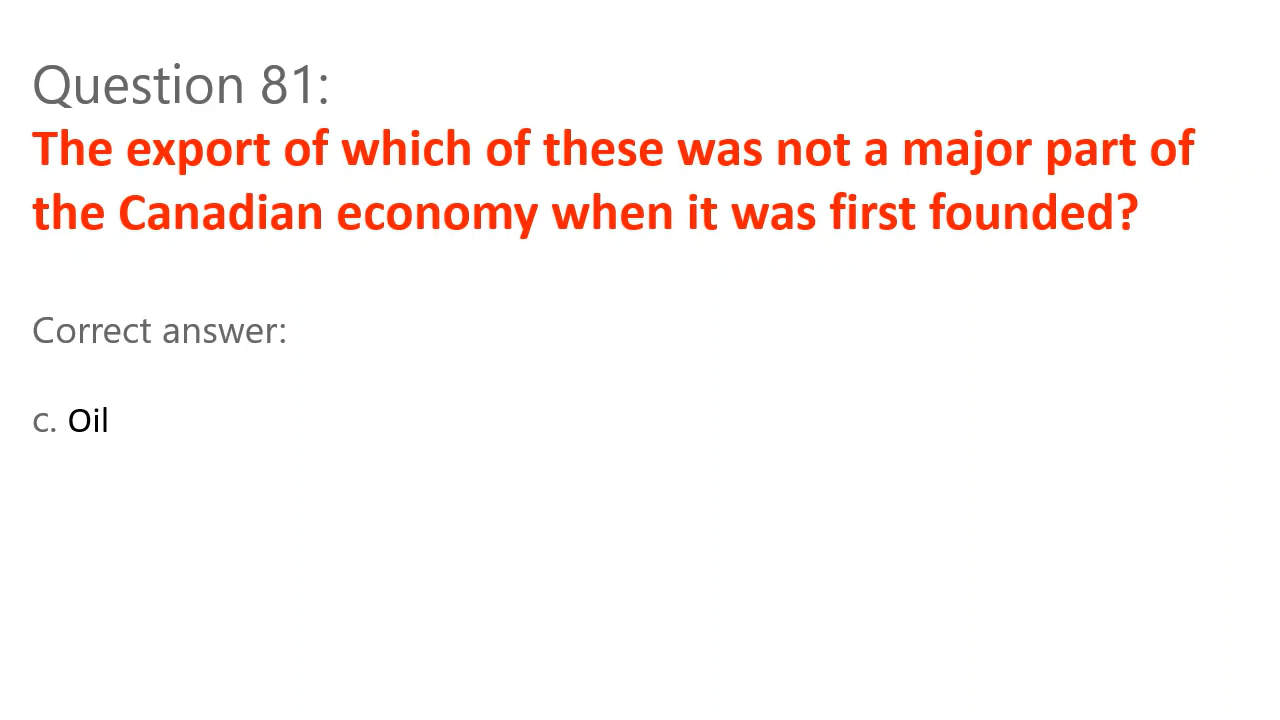 Question 81:
The export of which of these was not a major part of
the Canadian economy when it was first founded?
Correct answer:
c. Oil